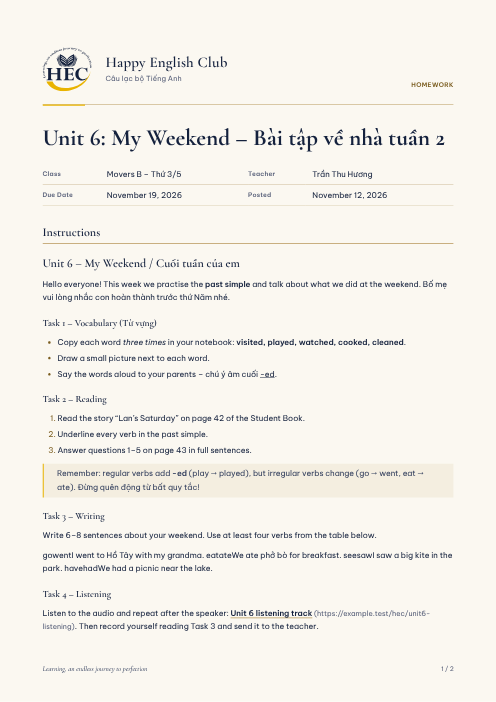 HEC
Happy English Club
Câu lạc bộ Tiếng Anh
HOMEWORK
Unit 6: My Weekend – Bài tập về nhà tuần 2
Class Movers B – Thứ 3/5 Teacher Trần Thu Hương
Due Date November 19, 2026 Posted November 12, 2026
Instructions
Unit 6 – My Weekend / Cuối tuần của em
Hello everyone! This week we practise the past simple and talk about what we did at the weekend. Bố mẹ
vui lòng nhắc con hoàn thành trước thứ Năm nhé.
Task 1 – Vocabulary (Từ vựng)
• Copy each word three times in your notebook: visited, played, watched, cooked, cleaned.
• Draw a small picture next to each word.
• Say the words aloud to your parents – chú ý âm cuối -ed.
Task 2 – Reading
1. Read the story “Lan’s Saturday” on page 42 of the Student Book.
2. Underline every verb in the past simple.
3. Answer questions 1–5 on page 43 in full sentences.
Remember: regular verbs add -ed (play → played), but irregular verbs change (go → went, eat →
ate). Đừng quên động từ bất quy tắc!
Task 3 – Writing
Write 6–8 sentences about your weekend. Use at least four verbs from the table below.
gowentI went to Hồ Tây with my grandma. eatateWe ate phở bò for breakfast. seesawI saw a big kite in the
park. havehadWe had a picnic near the lake.
Task 4 – Listening
Listen to the audio and repeat after the speaker: Unit 6 listening track (https://example.test/hec/unit6-
listening). Then record yourself reading Task 3 and send it to the teacher.
Learning, an endless journey to perfection 1 / 2